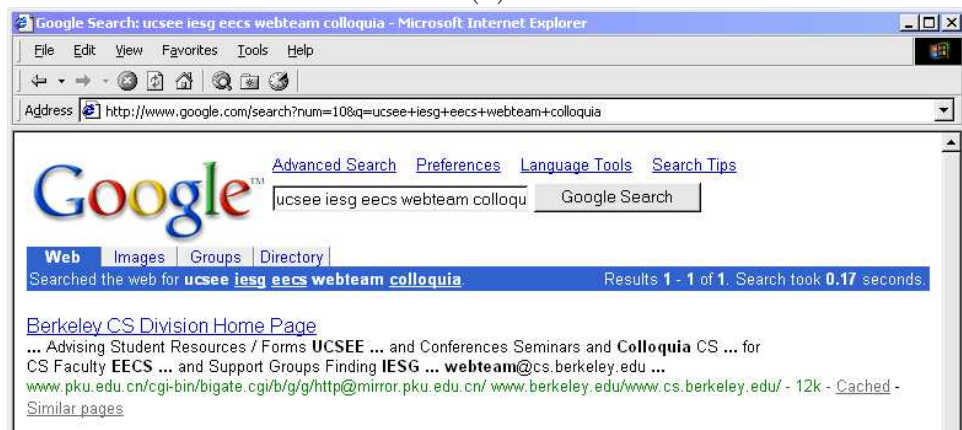 Google Search: ucsee iesg eecs webteam colloquia - Microsoft Internet Explorer
File Edit View Favorites Tools Help
Address http://www.google.com/search?num=10&q=ucsee+iesg+eecs+webteam+colloquia
Advanced Search Preferences Language Tools Search Tips
Google™
ucsee iesg eecs webteam colloqu Google Search
Web Images Groups Directory
Searched the web for ucsee iesg eecs webteam colloquia. Results 1 - 1 of 1. Search took 0.17 seconds.
Berkeley CS Division Home Page
... Advising Student Resources / Forms UCSEE ... and Conferences Seminars and Colloquia CS ... for
CS Faculty EECS ... and Support Groups Finding IESG ... webteam@cs.berkeley.edu ...
www.pku.edu.cn/cgi-bin/bigate.cgi/b/g/g/http@mirror.pku.edu.cn/ www.berkeley.edu/www.cs.berkeley.edu/ - 12k - Cached -
Similar pages